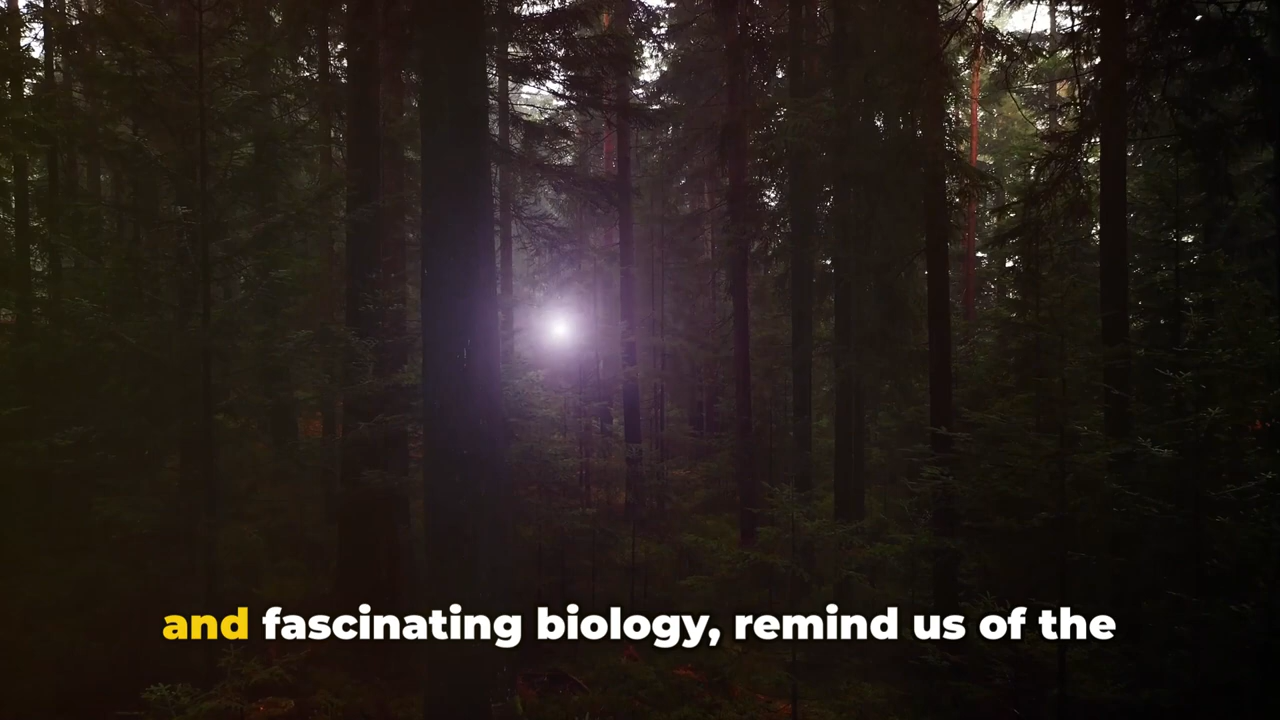 and fascinating biology, remind us of the